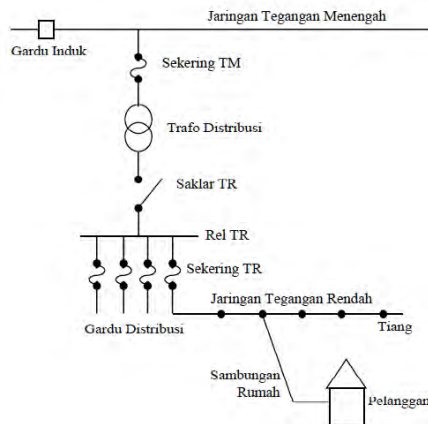 Jaringan Tegangan Menengah
Gardu Induk
Sekering TM
Trafo Distribusi
Saklar TR
Rel TR
Sekering TR
Jaringan Tegangan Rendah
Gardu Distribusi
Tiang
Sambungan
Rumah
Pelanggan